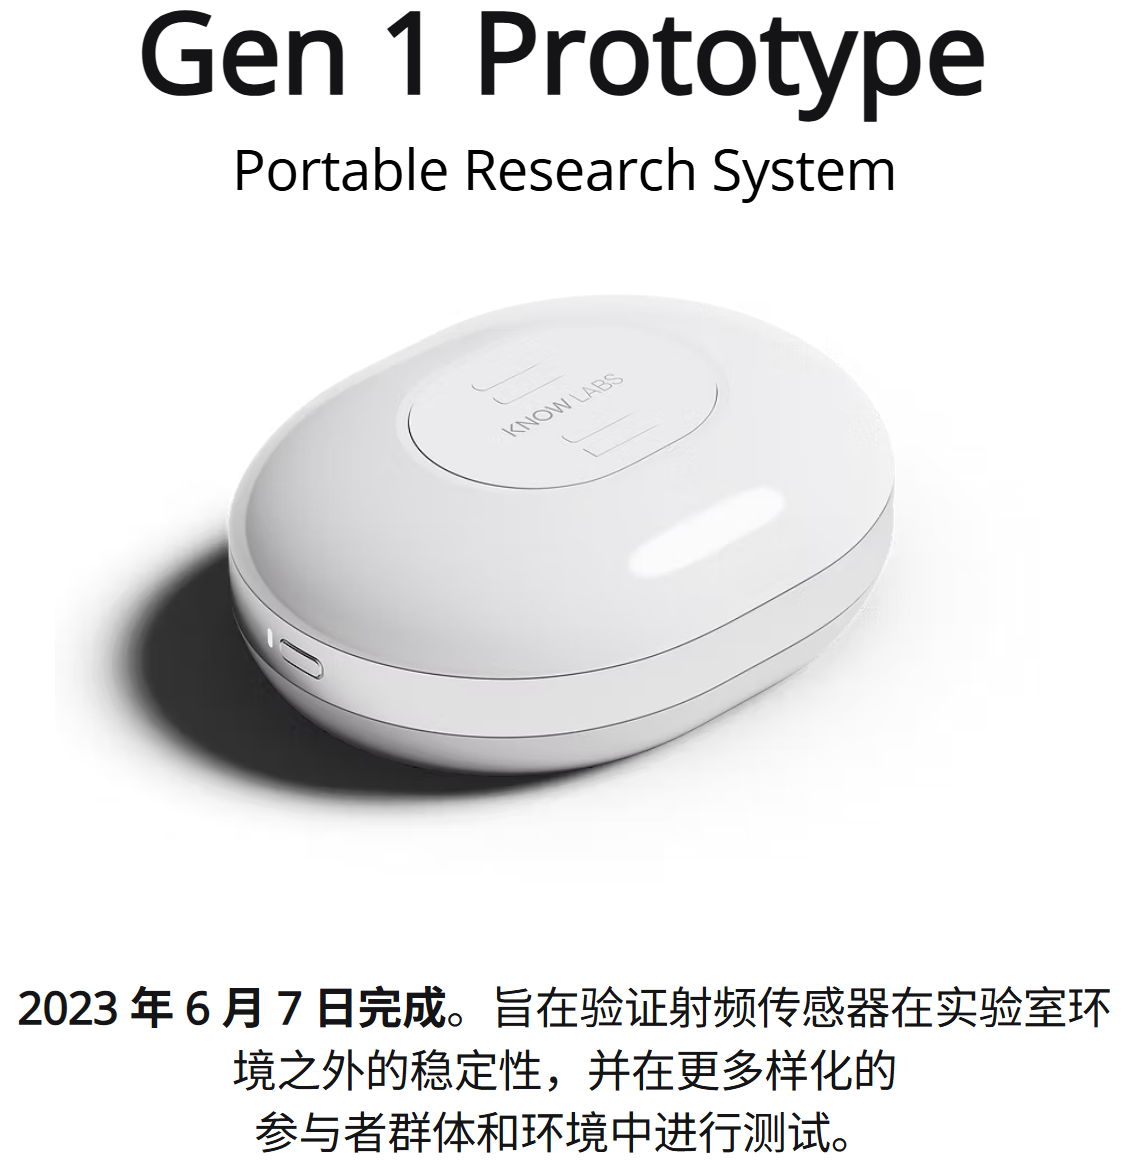 Gen 1 Prototype
Portable Research System
KNOW LABS
2023 年 6 月 7 日完成。旨在验证射频传感器在实验室环
境之外的稳定性，并在更多样化的
参与者群体和环境中进行测试。